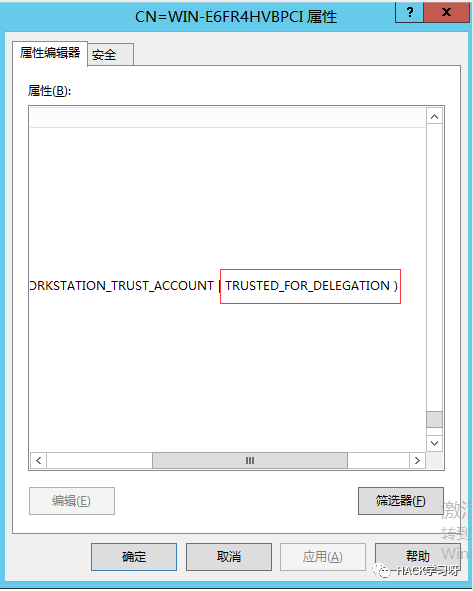 CN=WIN-E6FR4HVBPCI 属性
?
x
属性编辑器
安全
属性(B):
ORKSTATION_TRUST_ACCOUNT | TRUSTED_FOR_DELEGATION )
编辑(E)
筛选器(F)
激活
转到
Win
确定
取消
应用(A)
帮助
HACK学习呀